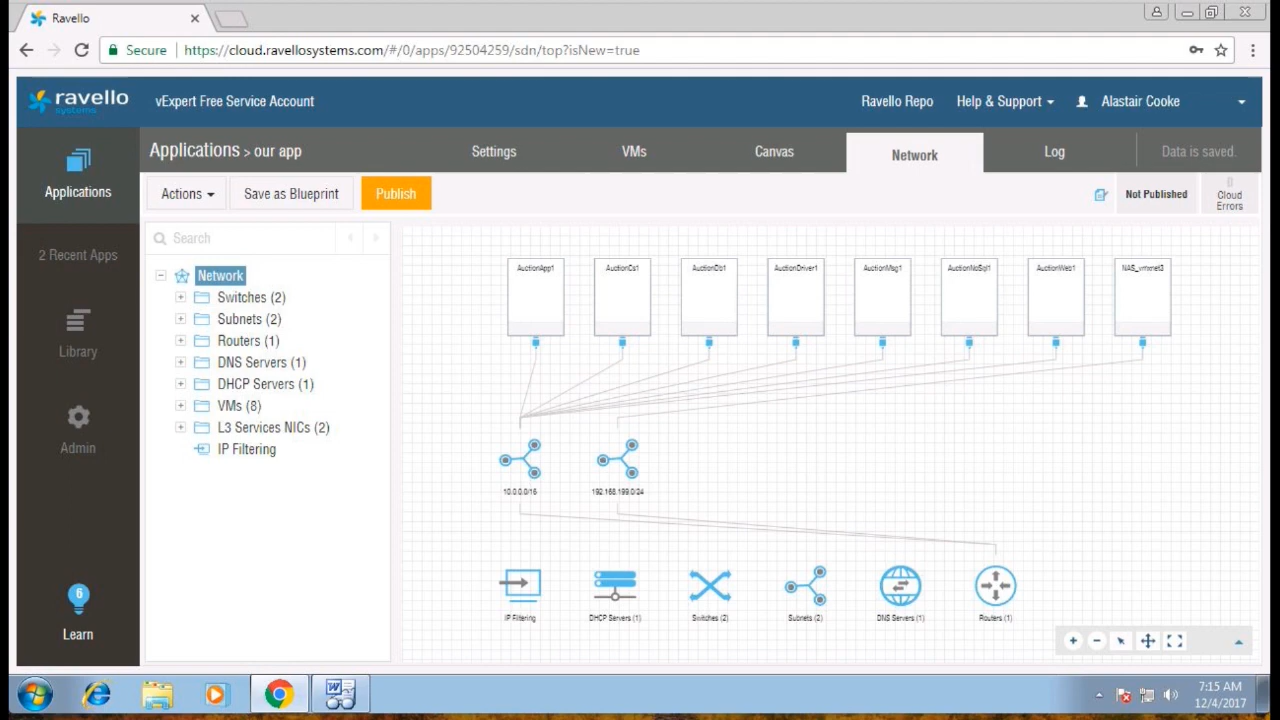 Ravello
Secure https://cloud.ravellosystems.com/#/0/apps/92504259/sdn/top?isNew=true
ravello
systems
vExpert Free Service Account
Ravello Repo
Help & Support
Alastair Cooke
Applications
Applications > our app
Settings
VMs
Canvas
Network
Log
Data is saved.
Actions
Save as Blueprint
Publish
Not Published
0
Cloud
Errors
2 Recent Apps
Library
Admin
6
Learn
Search
Network
Switches (2)
Subnets (2)
Routers (1)
DNS Servers (1)
DHCP Servers (1)
VMs (8)
L3 Services NICs (2)
IP Filtering
AuctionApp1
AuctionCs1
AuctionDb1
AuctionDriver1
AuctionMsg1
AuctionNoSql1
AuctionWeb1
NAS_vmxnet3
10.0.0.0/16
192.168.199.0/24
IP Filtering
DHCP Servers (1)
Switches (2)
Subnets (2)
DNS Servers (1)
Routers (1)
7:15 AM
12/4/2017